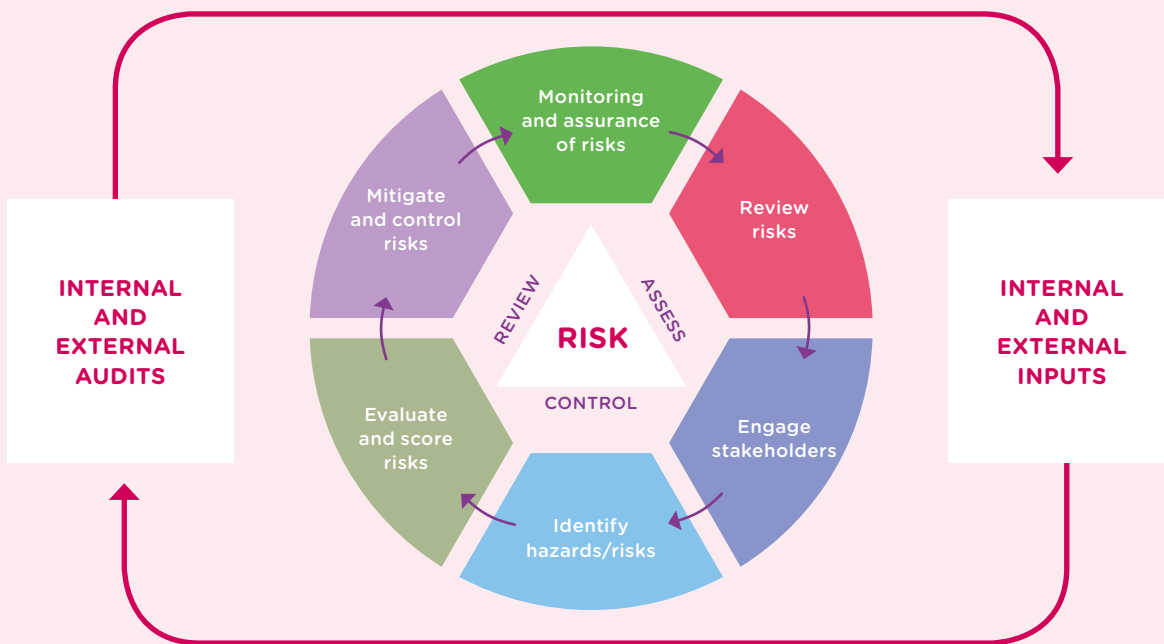 Monitoring
and assurance
of risks
Review
risks
Engage
stakeholders
Identify
hazards/risks
Evaluate
and score
risks
Mitigate
and control
risks
REVIEW
ASSESS
CONTROL
RISK
INTERNAL
AND
EXTERNAL
AUDITS
INTERNAL
AND
EXTERNAL
INPUTS